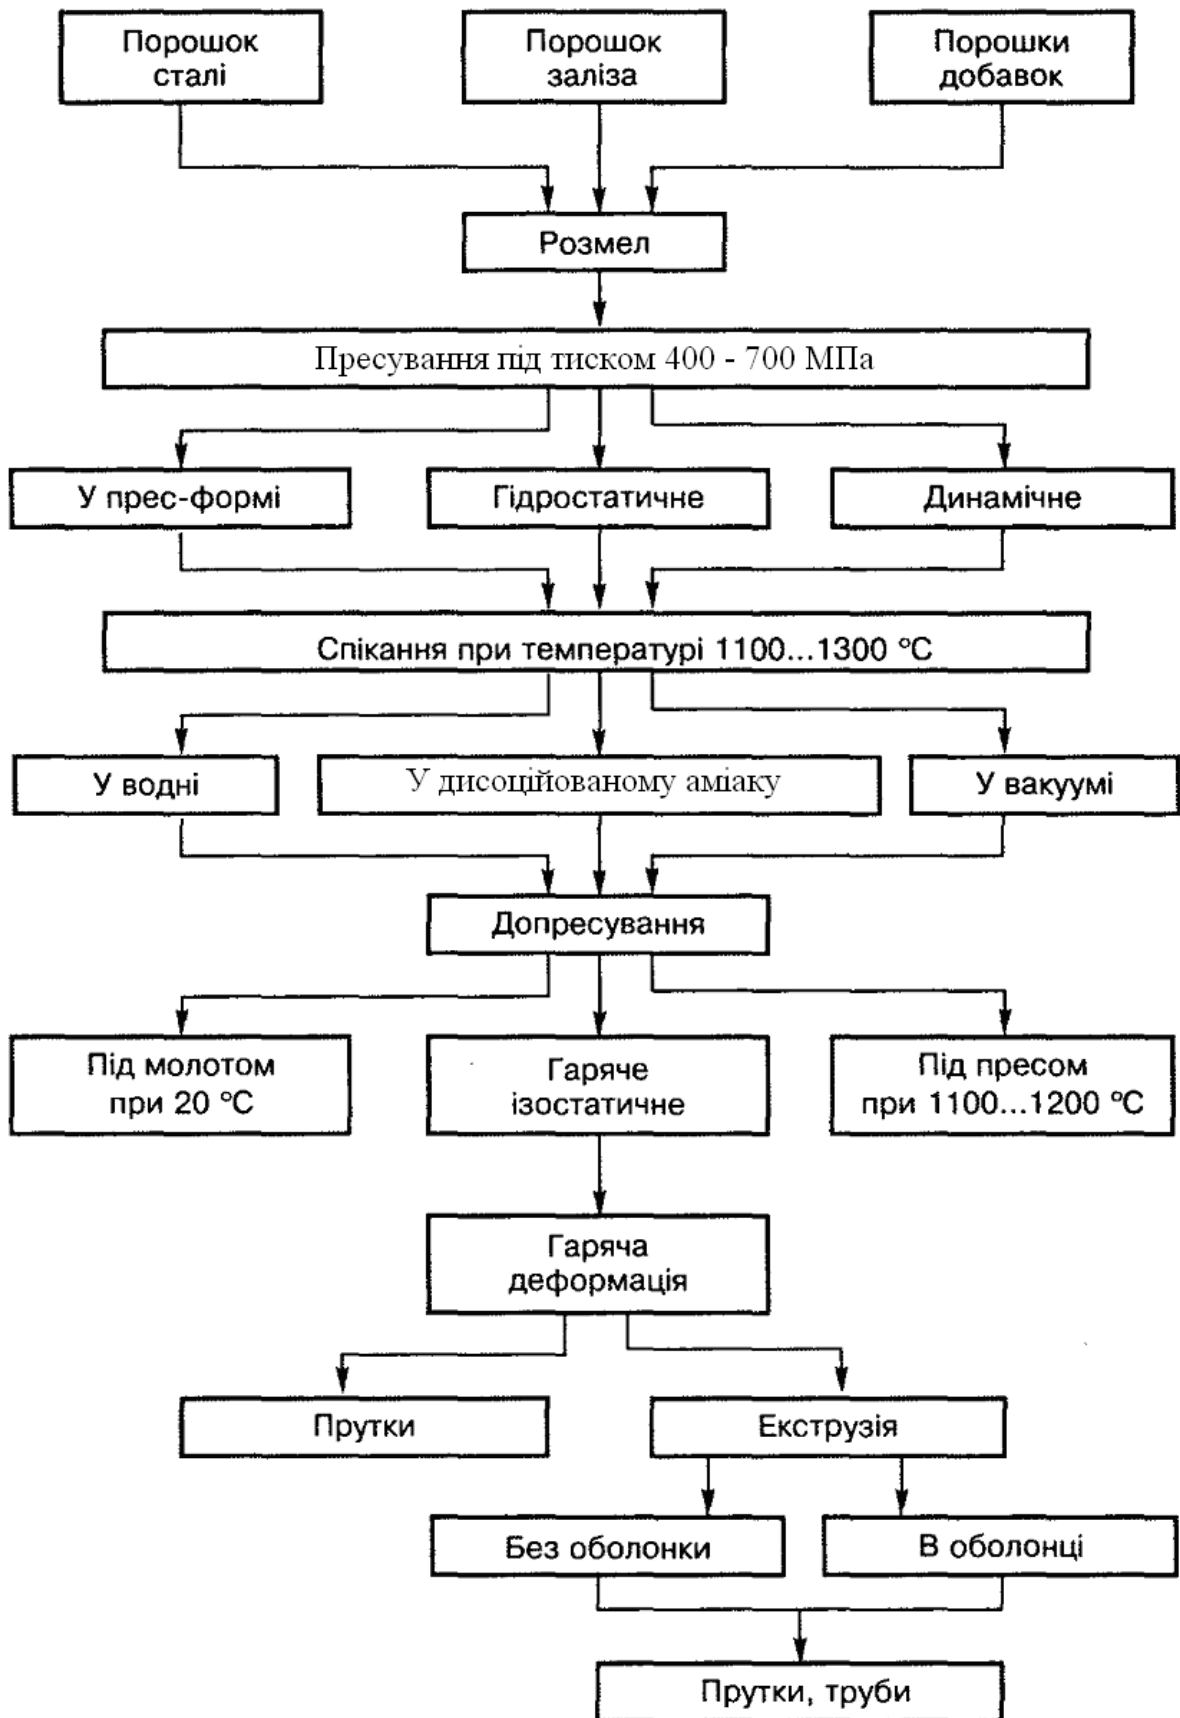 Порошок
сталі
Порошок
заліза
Порошки
добавок
Розмел
Пресування під тиском 400 - 700 МПа
У прес-формі
Гідростатичне
Динамічне
Спікання при температурі 1100...1300 °С
У водні
У дисоційованому аміаку
У вакуумі
Допресування
Під молотом
при 20 °С
Гаряче
ізостатичне
Під пресом
при 1100...1200 °С
Гаряча
деформація
Прутки
Екструзія
Без оболонки
В оболонці
Прутки, труби